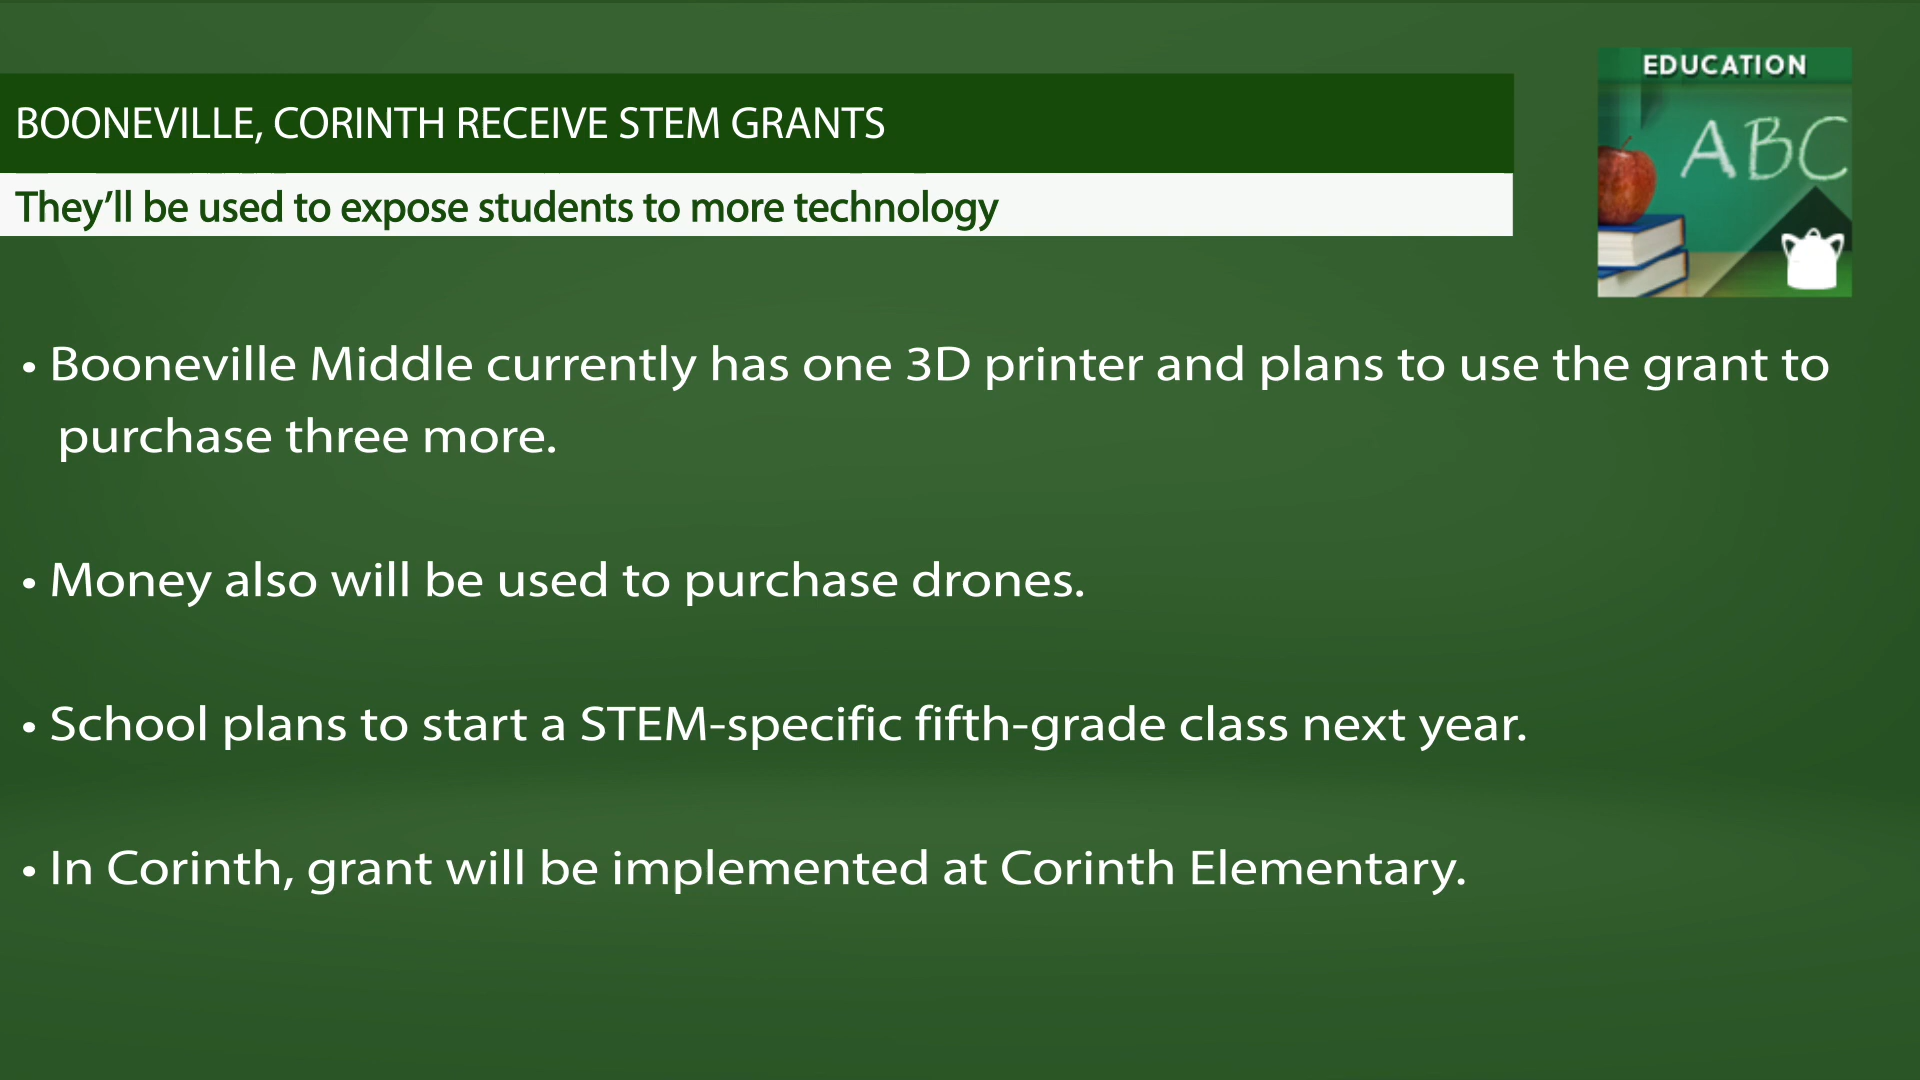 EDUCATION
ABC
BOONEVILLE, CORINTH RECEIVE STEM GRANTS
They’ll be used to expose students to more technology
• Booneville Middle currently has one 3D printer and plans to use the grant to
purchase three more.
• Money also will be used to purchase drones.
• School plans to start a STEM-specific fifth-grade class next year.
• In Corinth, grant will be implemented at Corinth Elementary.